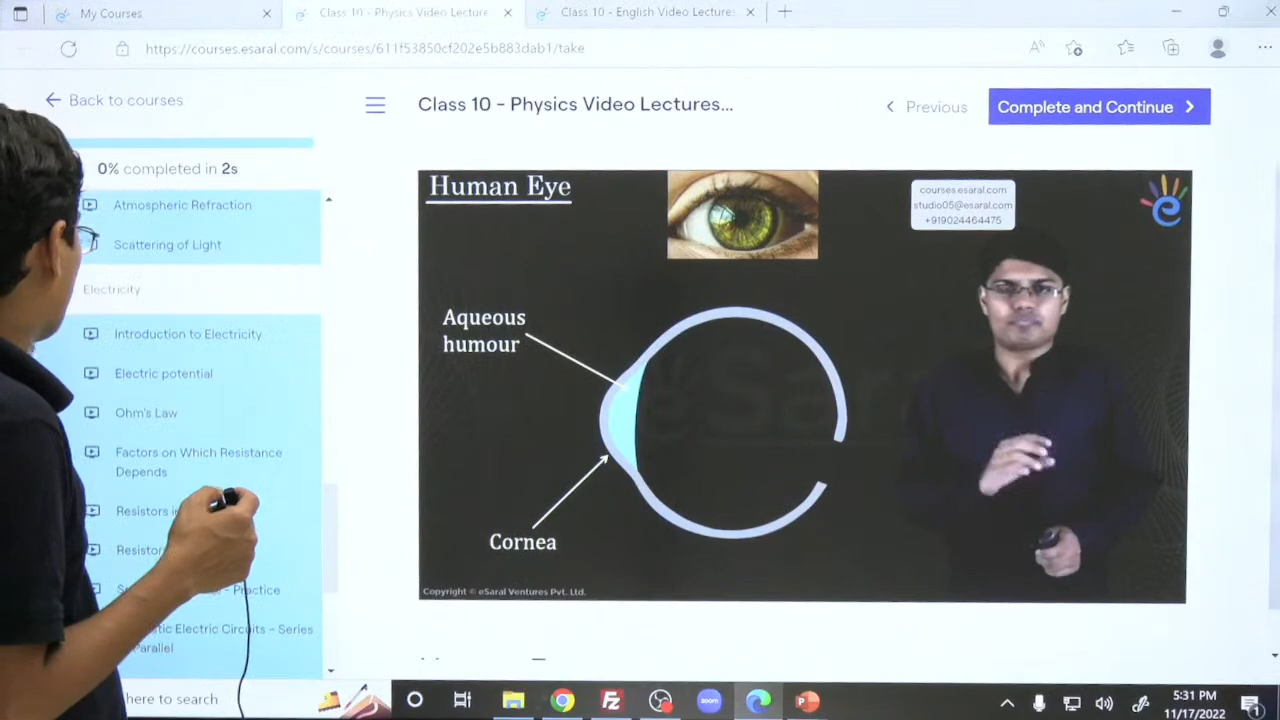 My Courses
Class 10 - Physics Video Lecture
Class 10 - English Video Lectures
https://courses.esaral.com/s/courses/611f53850cf202e5b883dab1/take
Back to courses
Class 10 - Physics Video Lectures...
Previous
Complete and Continue
0% completed in 2s
Atmospheric Refraction
Scattering of Light
Electricity
Introduction to Electricity
Electric potential
Ohm's Law
Factors on Which Resistance
Depends
Resistors
Resistor
- Practice
Electric Circuits - Series
Parallel
Human Eye
courses.esaral.com
studio05@esaral.com
+919024464475
Aqueous
humour
Cornea
Copyright © eSaral Ventures Pvt. Ltd.
here to search
zoom
5:31 PM
11/17/2022